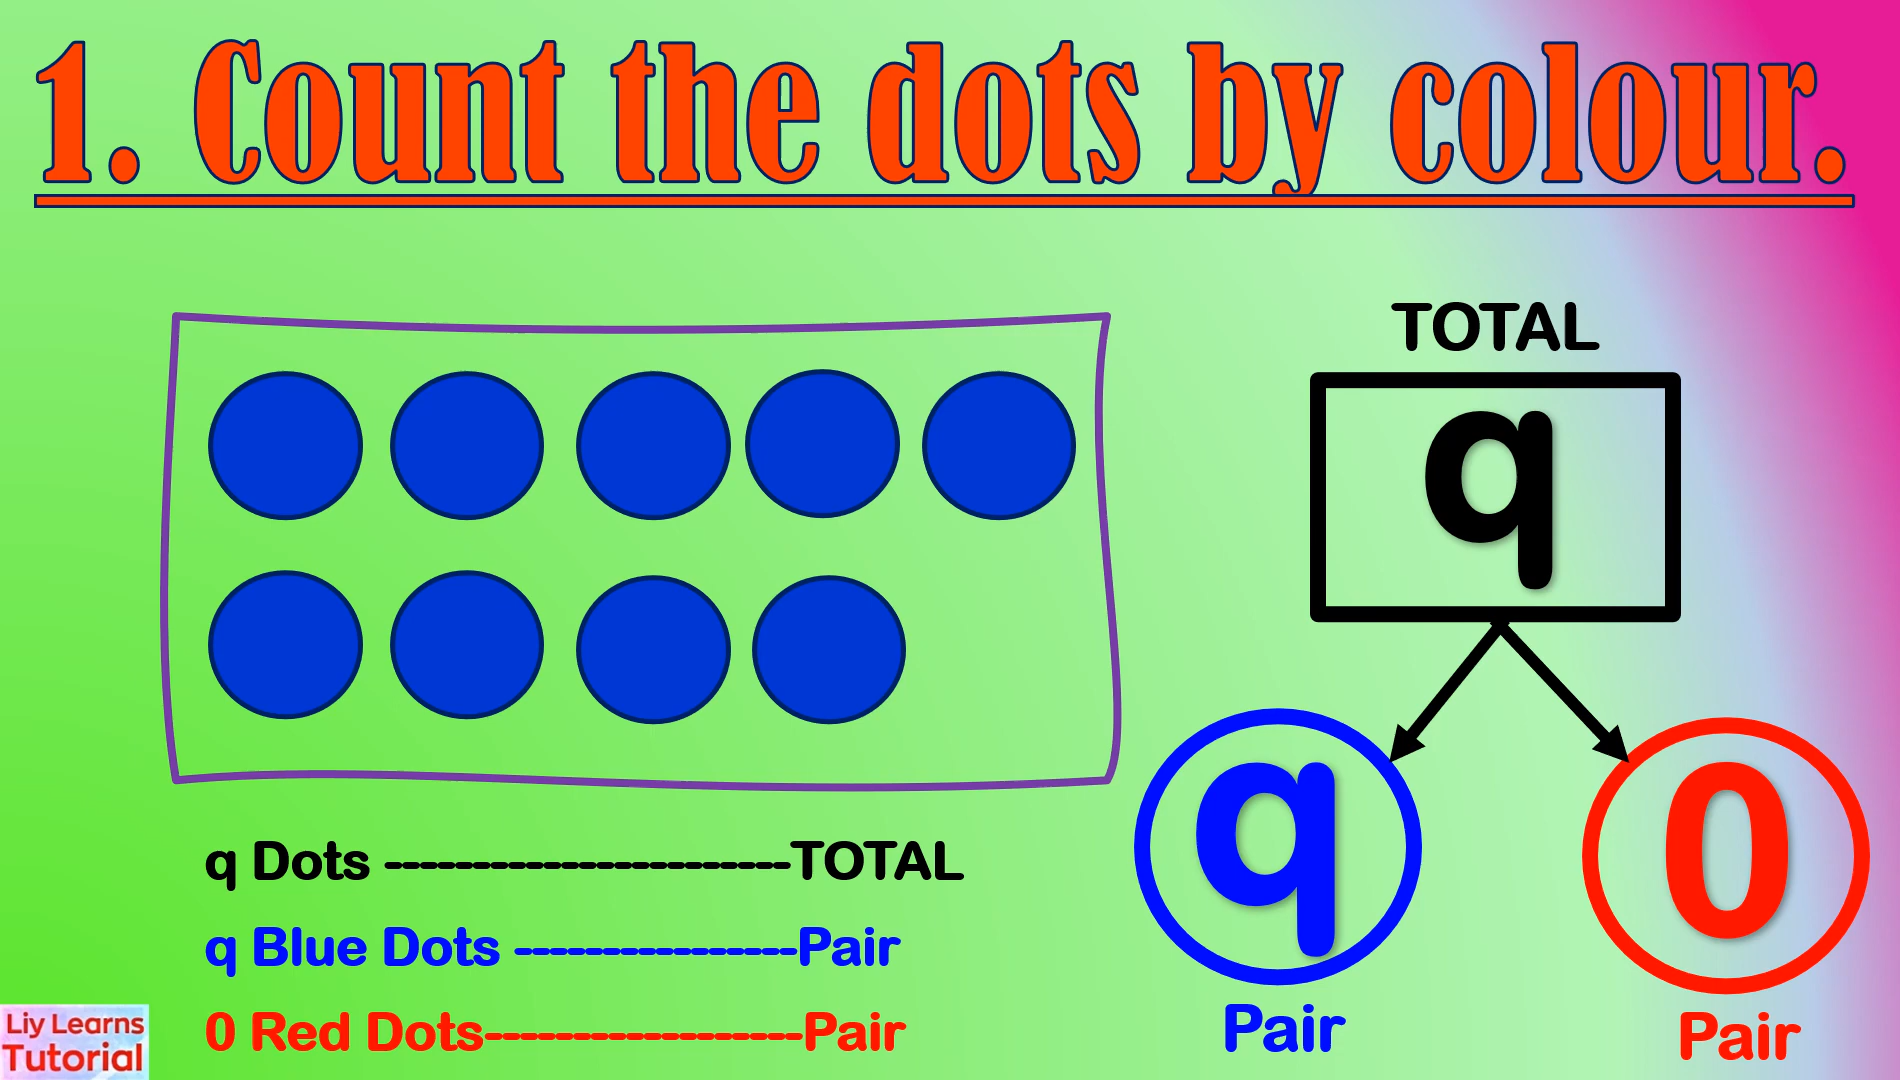 1. Count the dots by colour.
TOTAL
q
q
0
Pair
Pair
q Dots -----------------------TOTAL
q Blue Dots ----------------Pair
0 Red Dots------------------Pair
Liy Learns
Tutorial